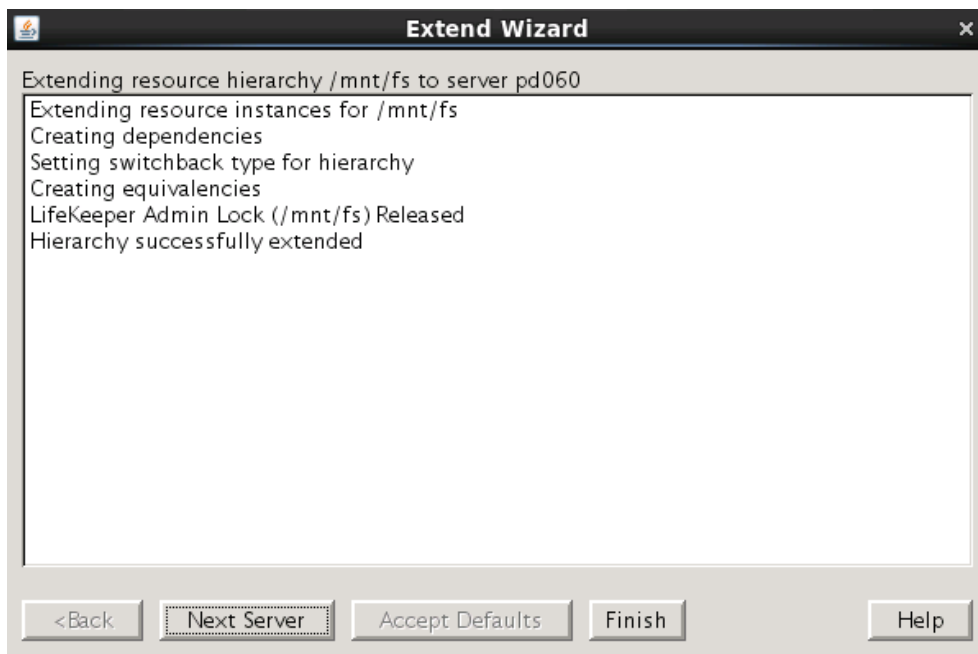 Extend Wizard
Extending resource hierarchy /mnt/fs to server pd060
Extending resource instances for /mnt/fs
Creating dependencies
Setting switchback type for hierarchy
Creating equivalencies
LifeKeeper Admin Lock (/mnt/fs) Released
Hierarchy successfully extended
<Back Next Server Accept Defaults Finish Help